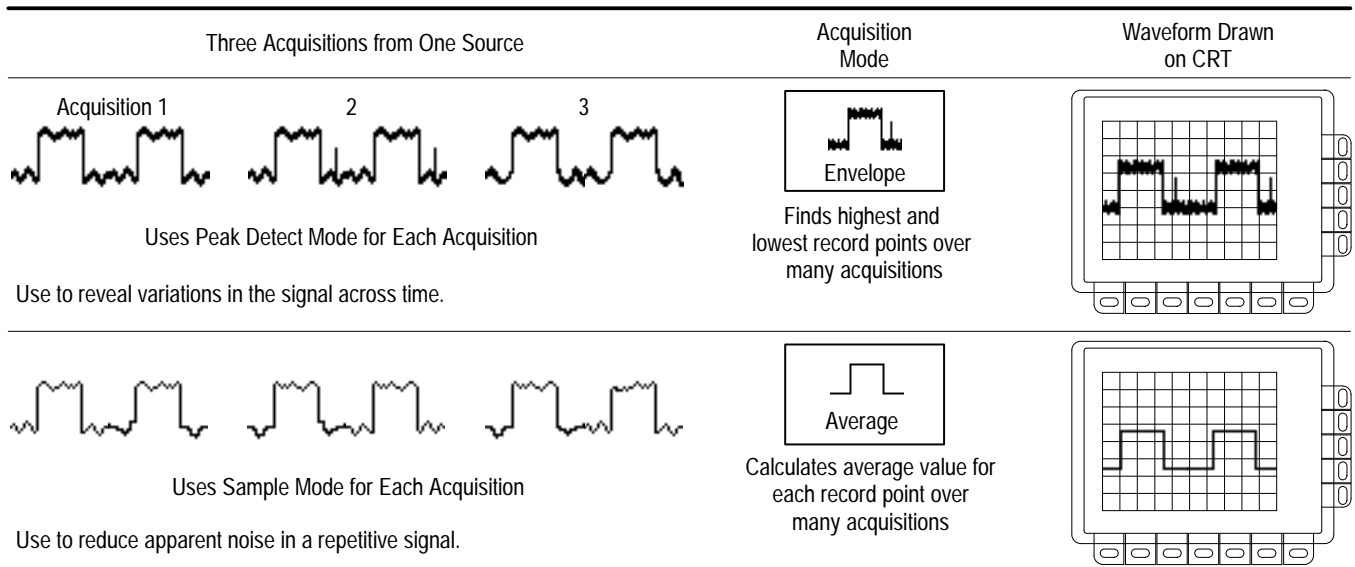 Three Acquisitions from One Source
Acquisition
Mode
Waveform Drawn
on CRT
Acquisition 1
2
3
Uses Peak Detect Mode for Each Acquisition
Use to reveal variations in the signal across time.
Envelope
Finds highest and
lowest record points over
many acquisitions
Uses Sample Mode for Each Acquisition
Use to reduce apparent noise in a repetitive signal.
Average
Calculates average value for
each record point over
many acquisitions